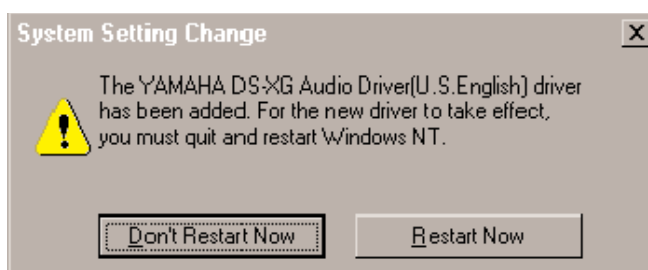 System Setting Change
The YAMAHA DS-XG Audio Driver(U.S.English) driver
has been added. For the new driver to take effect,
you must quit and restart Windows NT.
Don't Restart Now
Restart Now